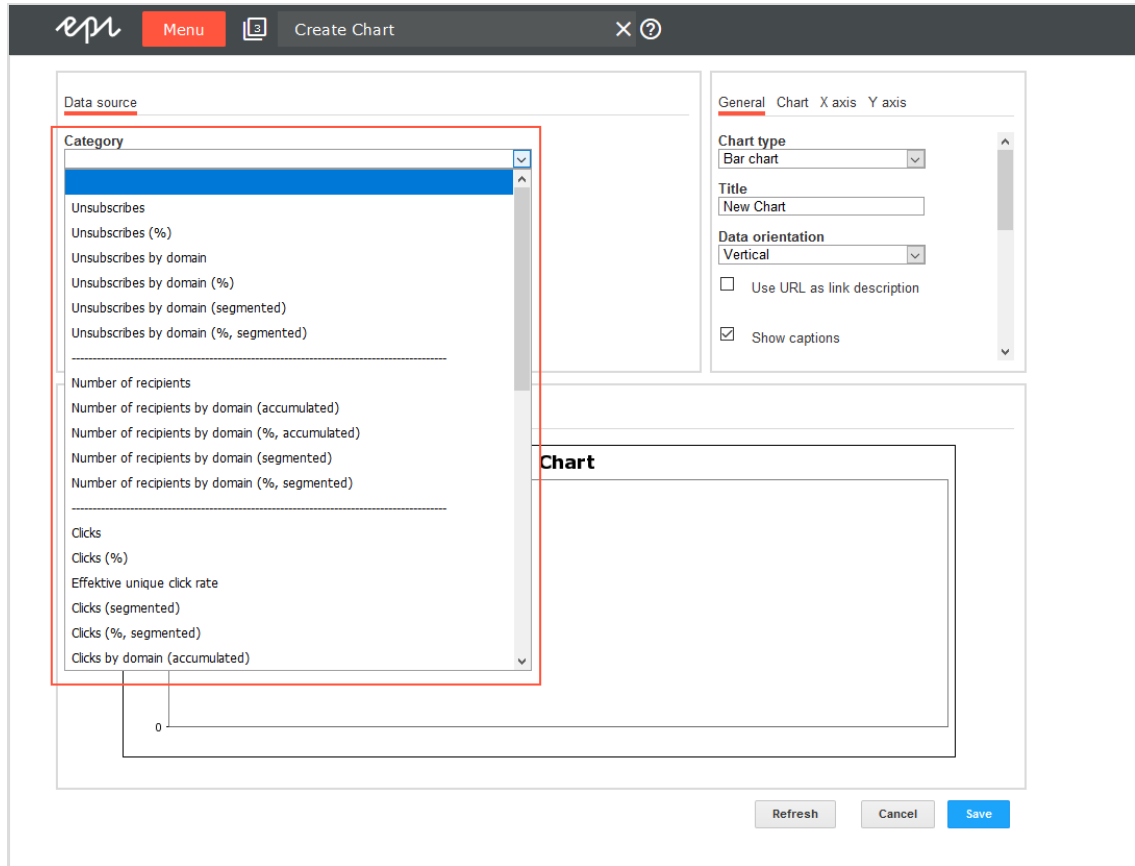 epi Menu 3 Create Chart
Data source
Category
Unsubscribes
Unsubscribes (%)
Unsubscribes by domain
Unsubscribes by domain (%)
Unsubscribes by domain (segmented)
Unsubscribes by domain (%, segmented)
Number of recipients
Number of recipients by domain (accumulated)
Number of recipients by domain (%, accumulated)
Number of recipients by domain (segmented)
Number of recipients by domain (%, segmented)
Clicks
Clicks (%)
Effektive unique click rate
Clicks (segmented)
Clicks (%, segmented)
Clicks by domain (accumulated)
General Chart X axis Y axis
Chart type
Bar chart
Title
New Chart
Data orientation
Vertical
Use URL as link description
Show captions
Chart
0
Refresh Cancel Save